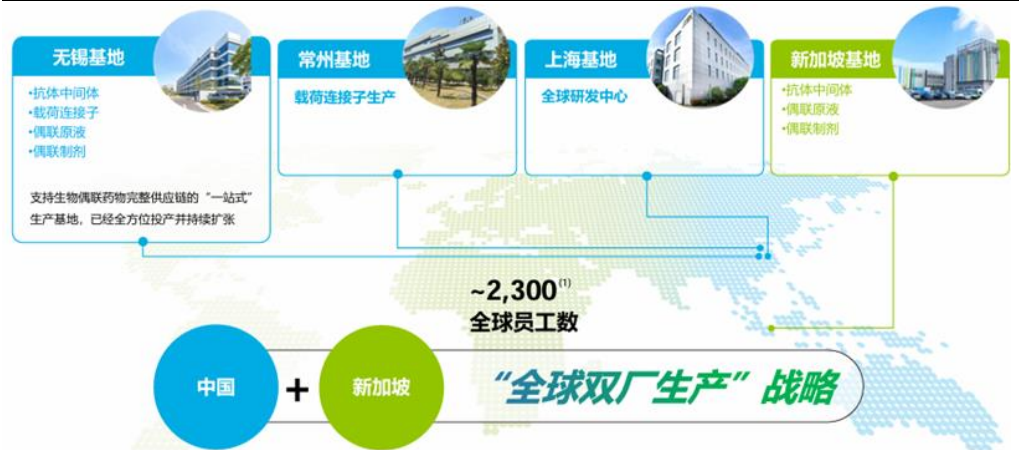 无锡基地
•抗体中间体
•载荷连接子
•偶联原液
•偶联制剂
支持生物偶联药物完整供应链的“一站式”
生产基地，已经全方位投产并持续扩张
常州基地
载荷连接子生产
上海基地
全球研发中心
新加坡基地
•抗体中间体
•偶联原液
•偶联制剂
~2,300(1)
全球员工数
中国
+
新加坡
“全球双厂生产”战略